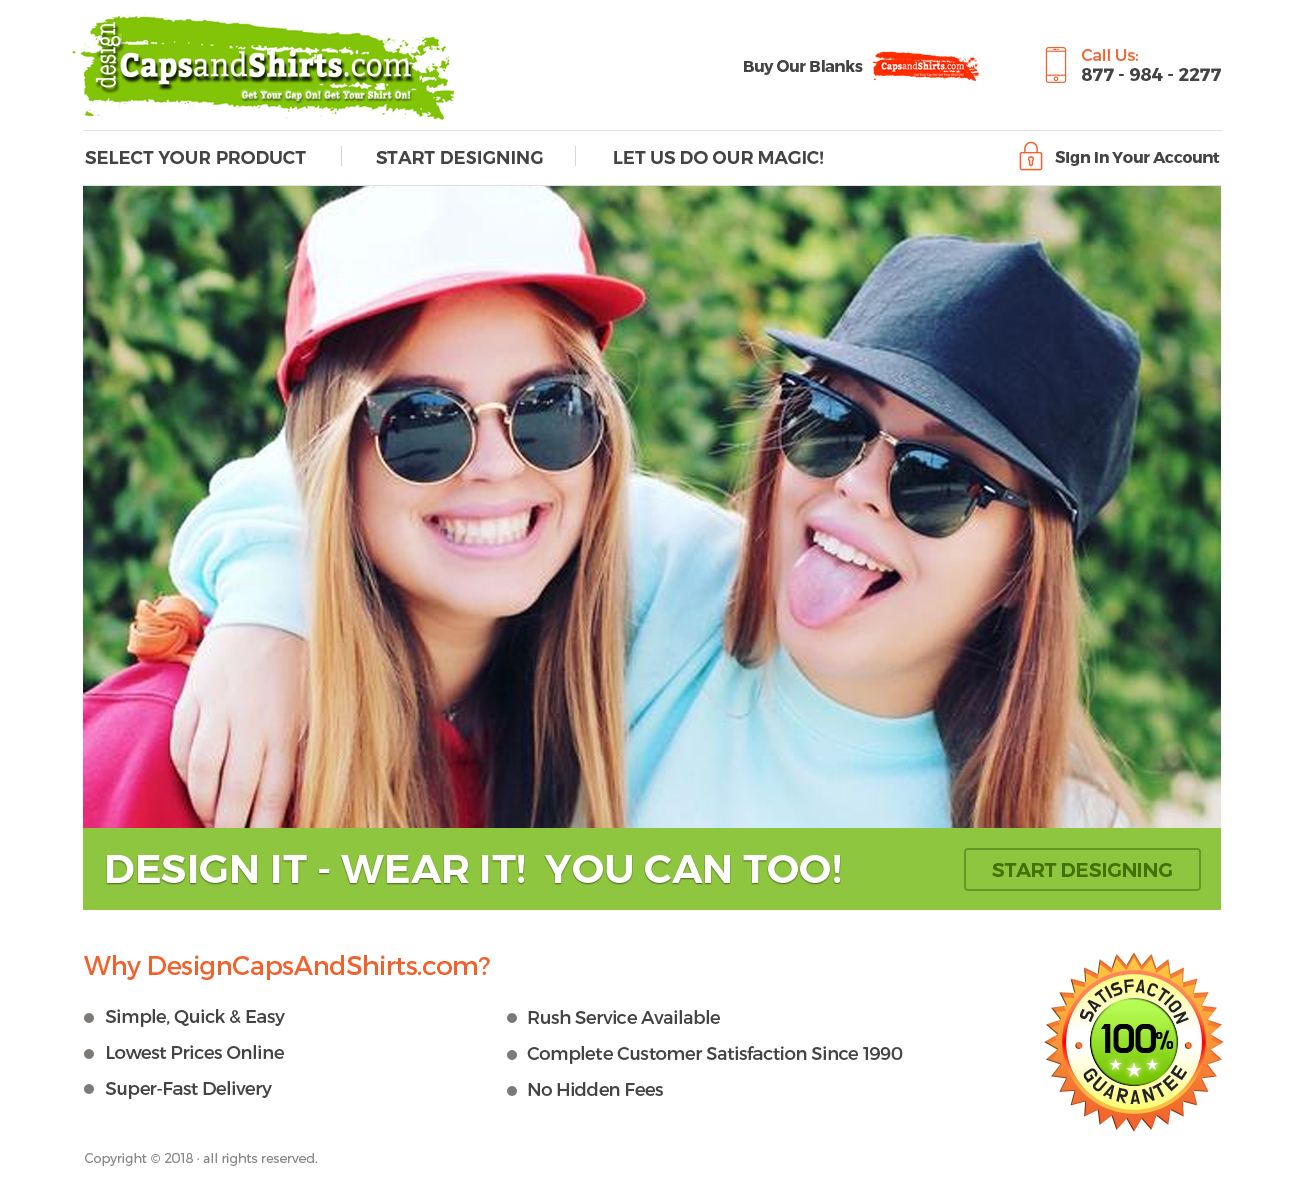 design
CapsandShirts.com
Get Your Cap On! Get Your Shirt On!
Buy Our Blanks
CapsandShirts.com
Call Us:
877 - 984 - 2277
SELECT YOUR PRODUCT
START DESIGNING
LET US DO OUR MAGIC!
Sign In Your Account
DESIGN IT - WEAR IT! YOU CAN TOO!
START DESIGNING
Why DesignCapsAndShirts.com?
Simple, Quick & Easy
Lowest Prices Online
Super-Fast Delivery
Rush Service Available
Complete Customer Satisfaction Since 1990
No Hidden Fees
SATISFACTION
100%
GUARANTEE
Copyright © 2018 · all rights reserved.